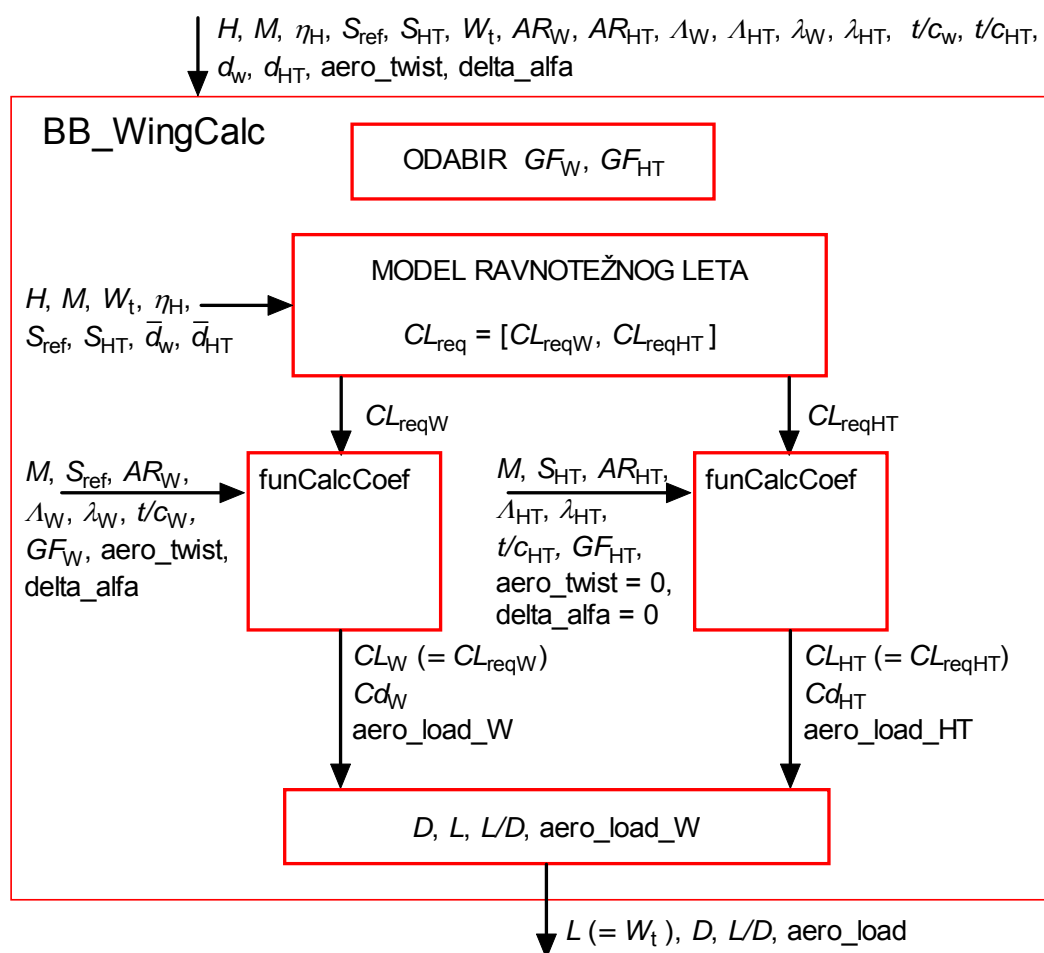 H, M, ηH, Sref, SHT, Wt, ARW, ARHT, ΛW, ΛHT, λW, λHT, t/cw, t/cHT,
dw, dHT, aero_twist, delta_alfa
BB_WingCalc
ODABIR GFW, GFHT
MODEL RAVNOTEŽNOG LETA
CLreq = [CLreqW, CLreqHT]
H, M, Wt, ηH,
Sref, SHT, d̅w, d̅HT
CLreqW
CLreqHT
M, Sref, ARW,
ΛW, λW, t/cW,
GFW, aero_twist,
delta_alfa
funCalcCoef
M, SHT, ARHT,
ΛHT, λHT,
t/cHT, GFHT,
aero_twist = 0,
delta_alfa = 0
funCalcCoef
CLW (= CLreqW)
CdW
aero_load_W
CLHT (= CLreqHT)
CdHT
aero_load_HT
D, L, L/D, aero_load_W
L (= Wt ), D, L/D, aero_load